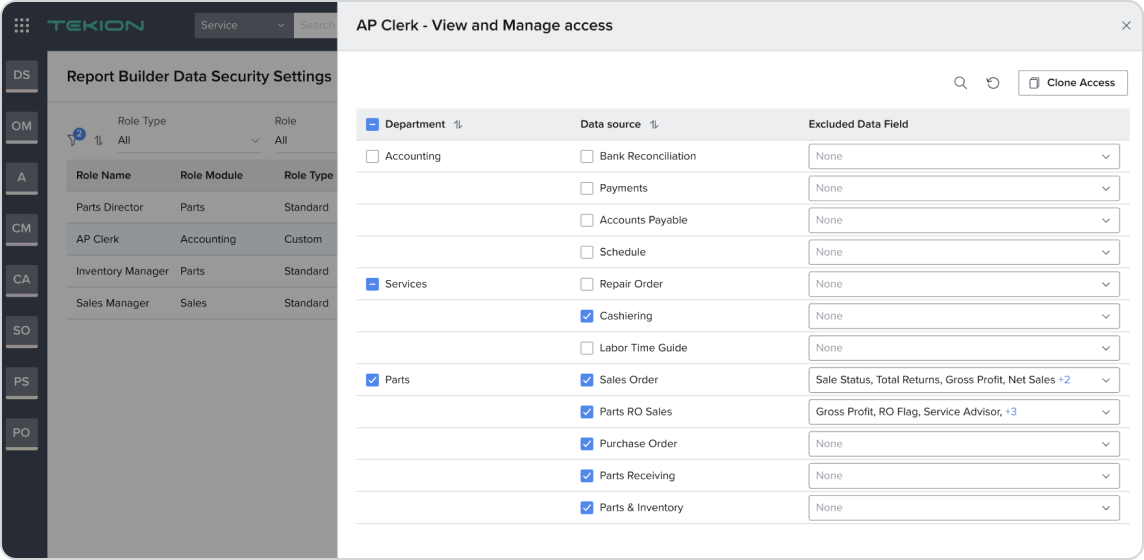 TEKION
Service
Search
AP Clerk - View and Manage access
DS
OM
A
CM
CA
SO
PS
PO
Report Builder Data Security Settings
2
Role Type
Role
All
All
Role Name Role Module Role Type
Parts Director Parts Standard
AP Clerk Accounting Custom
Inventory Manager Parts Standard
Sales Manager Sales Standard
Clone Access
Department Data source Excluded Data Field
Accounting Bank Reconciliation None
Payments None
Accounts Payable None
Schedule None
Services Repair Order None
Cashiering None
Labor Time Guide None
Parts Sales Order Sale Status, Total Returns, Gross Profit, Net Sales +2
Parts RO Sales Gross Profit, RO Flag, Service Advisor, +3
Purchase Order None
Parts Receiving None
Parts & Inventory None